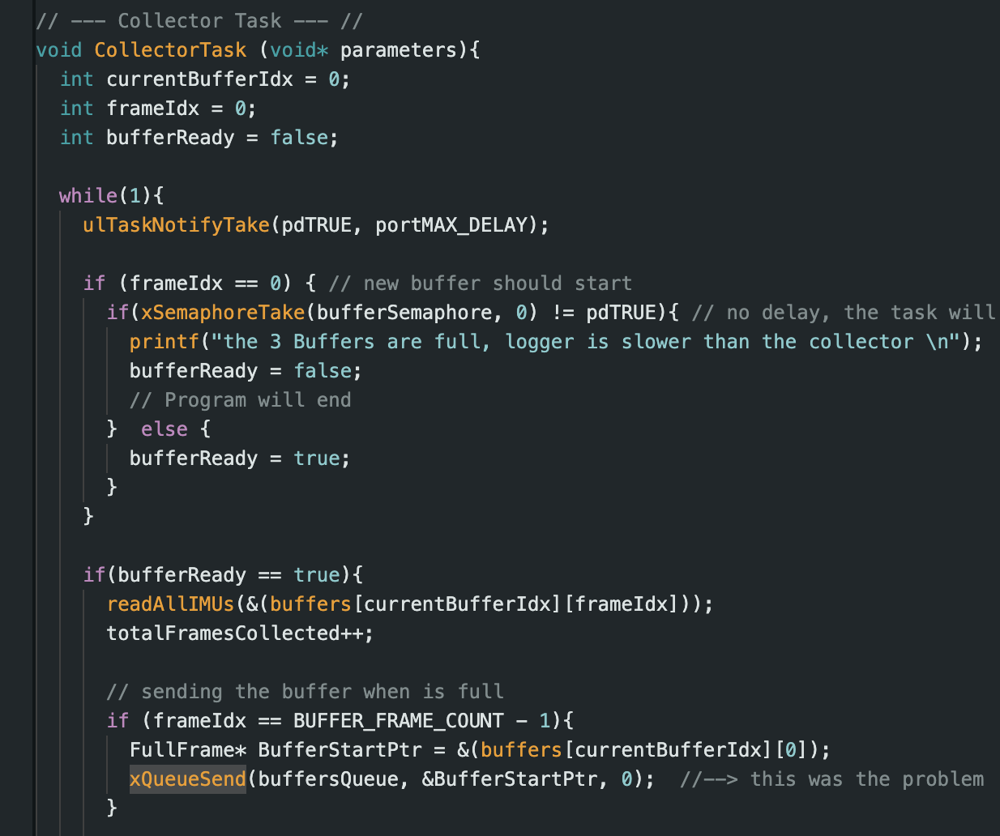 // --- Collector Task --- //
void CollectorTask (void* parameters){
  int currentBufferIdx = 0;
  int frameIdx = 0;
  int bufferReady = false;

  while(1){
    ulTaskNotifyTake(pdTRUE, portMAX_DELAY);

    if (frameIdx == 0) { // new buffer should start
      if(xSemaphoreTake(bufferSemaphore, 0) != pdTRUE){ // no delay, the task will
        printf("the 3 Buffers are full, logger is slower than the collector \n");
        bufferReady = false;
        // Program will end
      }  else {
        bufferReady = true;
      }
    }

    if(bufferReady == true){
      readAllIMUs(&(buffers[currentBufferIdx][frameIdx]));
      totalFramesCollected++;

      // sending the buffer when is full
      if (frameIdx == BUFFER_FRAME_COUNT - 1){
        FullFrame* BufferStartPtr = &(buffers[currentBufferIdx][0]);
        xQueueSend(buffersQueue, &BufferStartPtr, 0);  //--> this was the problem
      }